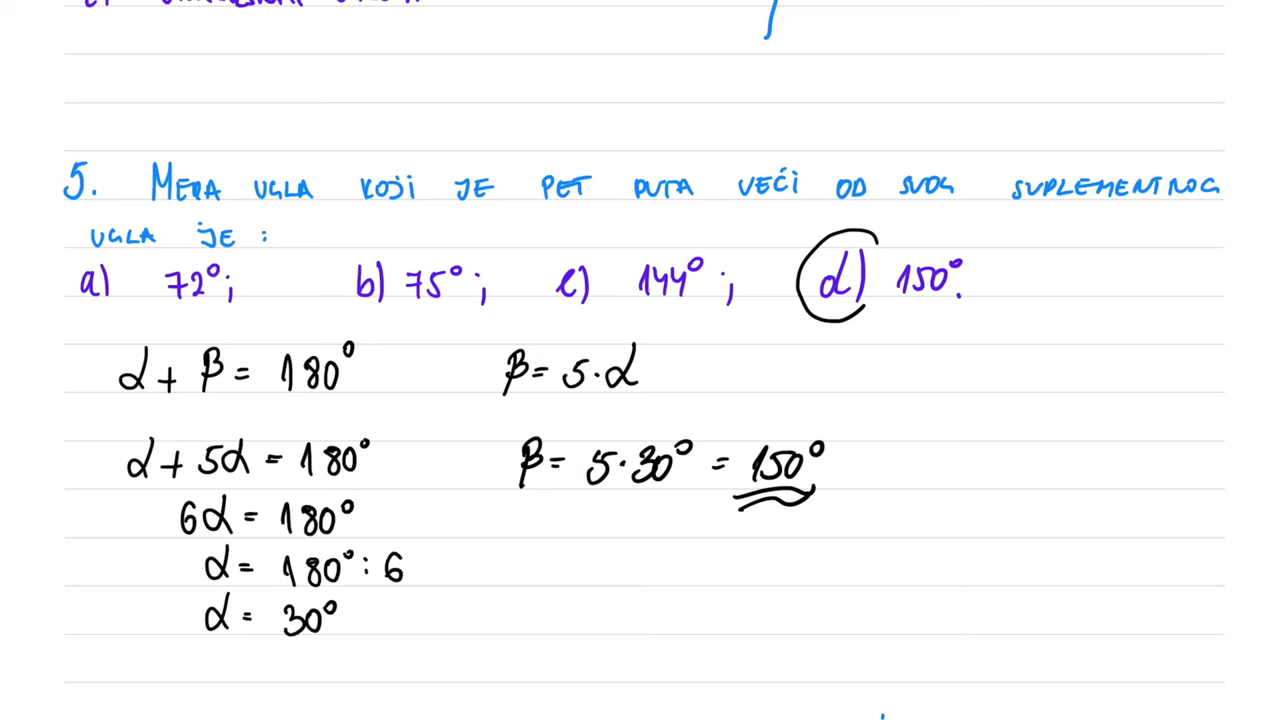 5. MERA UGLA KOJI JE PET PUTA VEĆI OD SVOG SUPLEMENTNOG
UGLA JE :
a) 72°; b) 75°; c) 144°; d) 150°.
α + β = 180° β = 5·α
α + 5α = 180° β = 5·30° = 150°
6α = 180°
α = 180° : 6
α = 30°